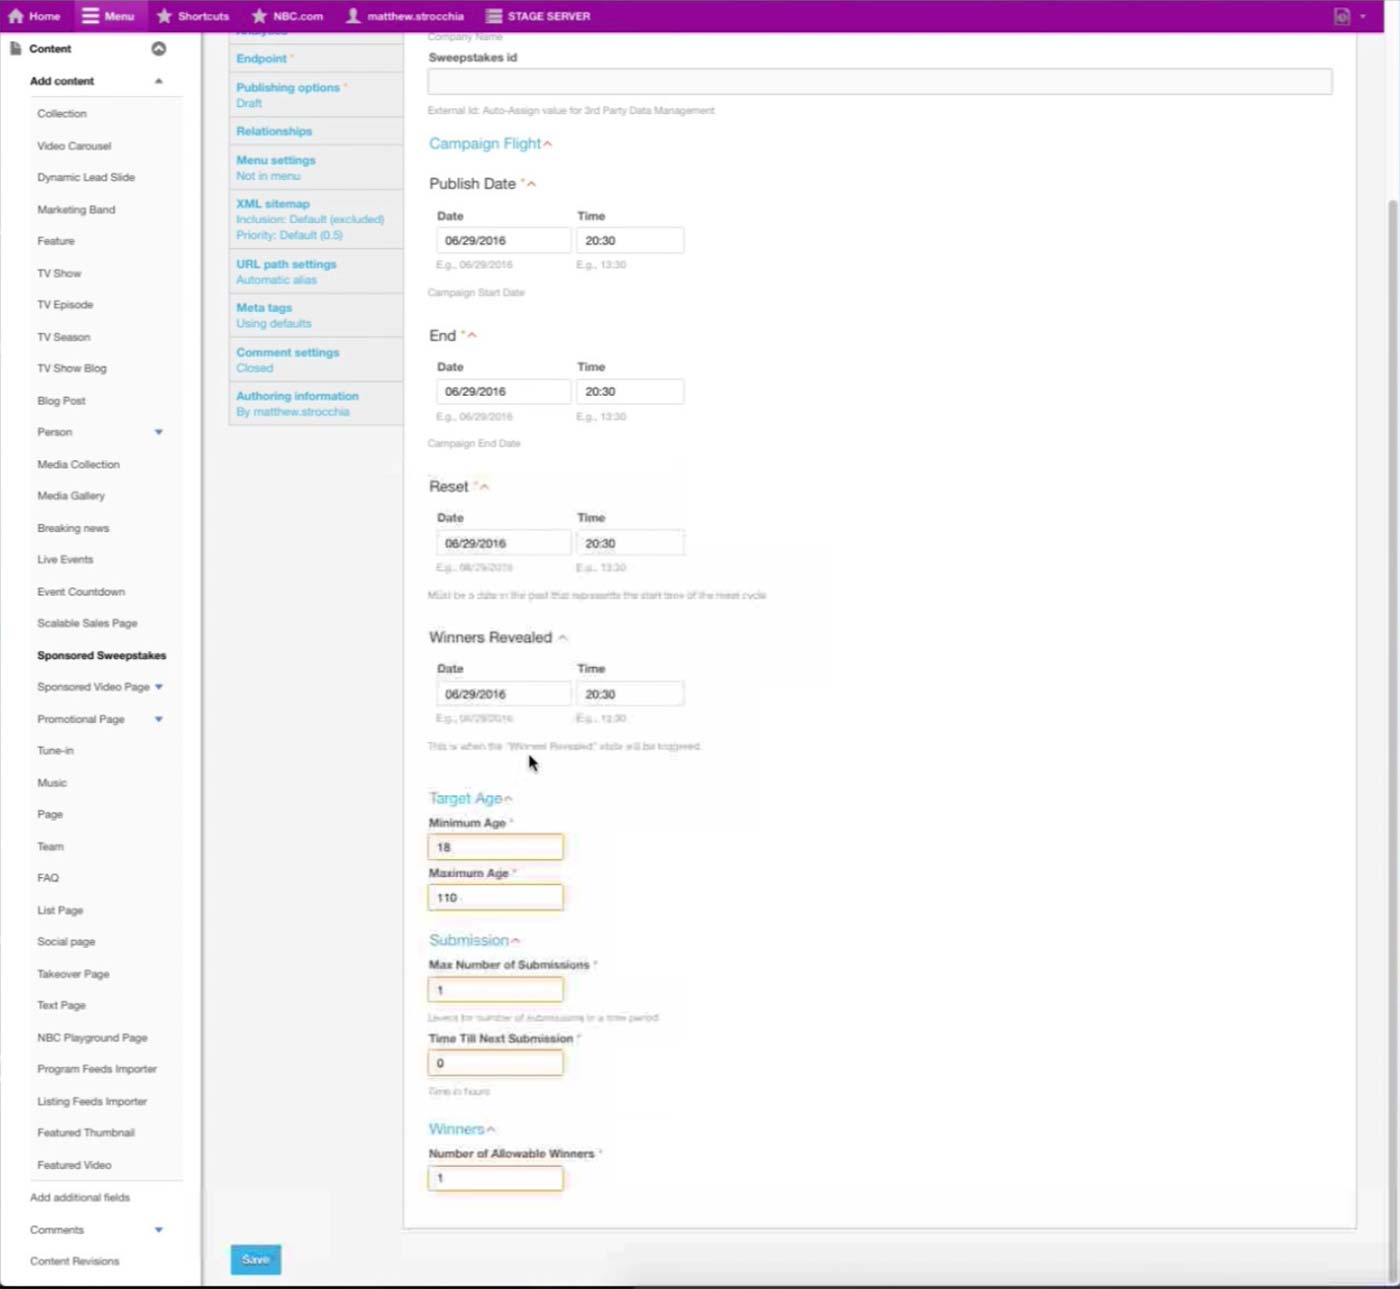 Home Menu Shortcuts NBC.com matthew.strocchia STAGE SERVER
Content
Add content
Collection
Video Carousel
Dynamic Lead Slide
Marketing Band
Feature
TV Show
TV Episode
TV Season
TV Show Blog
Blog Post
Person
Media Collection
Media Gallery
Breaking news
Live Events
Event Countdown
Scalable Sales Page
Sponsored Sweepstakes
Sponsored Video Page
Promotional Page
Tune-in
Music
Page
Team
FAQ
List Page
Social page
Takeover Page
Text Page
NBC Playground Page
Program Feeds Importer
Listing Feeds Importer
Featured Thumbnail
Featured Video
Add additional fields
Comments
Content Revisions
Analytics
Endpoint *
Publishing options *
Draft
Relationships
Menu settings
Not in menu
XML sitemap
Inclusion: Default (excluded)
Priority: Default (0.5)
URL path settings
Automatic alias
Meta tags
Using defaults
Comment settings
Closed
Authoring information
By matthew.strocchia
Company Name
Sweepstakes id
External Id: Auto-Assign value for 3rd Party Data Management
Campaign Flight
Publish Date *
Date Time
06/29/2016 20:30
E.g., 06/29/2016 E.g., 13:30
Campaign Start Date
End *
Date Time
06/29/2016 20:30
E.g., 06/29/2016 E.g., 13:30
Campaign End Date
Reset *
Date Time
06/29/2016 20:30
E.g., 06/29/2016 E.g., 13:30
Must be a date in the past that represents the start time of the reset cycle
Winners Revealed
Date Time
06/29/2016 20:30
E.g., 06/29/2016 E.g., 13:30
This is when the "Winners Revealed" state will be triggered.
Target Age
Minimum Age *
18
Maximum Age *
110
Submission
Max Number of Submissions *
1
for number of submissions in a time period
Time Till Next Submission *
0
Time in hours
Winners
Number of Allowable Winners *
1
Save